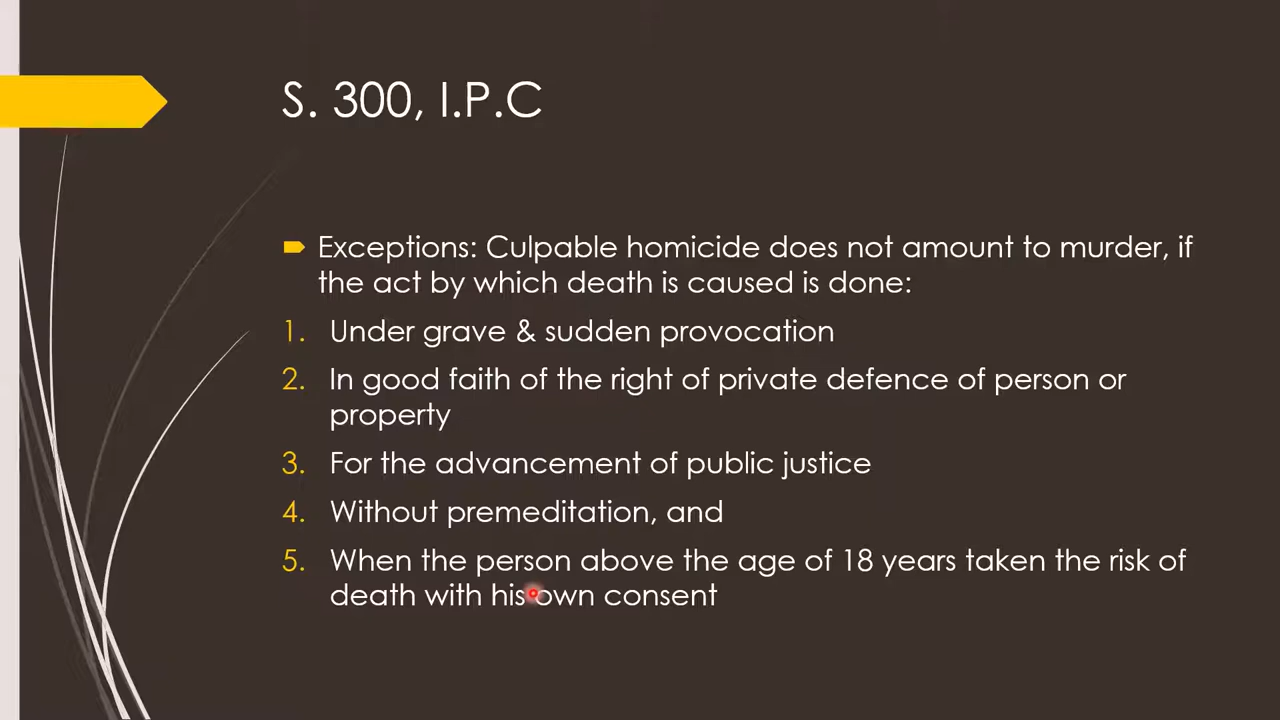 S. 300, I.P.C
Exceptions: Culpable homicide does not amount to murder, if
the act by which death is caused is done:
1. Under grave & sudden provocation
2. In good faith of the right of private defence of person or
property
3. For the advancement of public justice
4. Without premeditation, and
5. When the person above the age of 18 years taken the risk of
death with his own consent